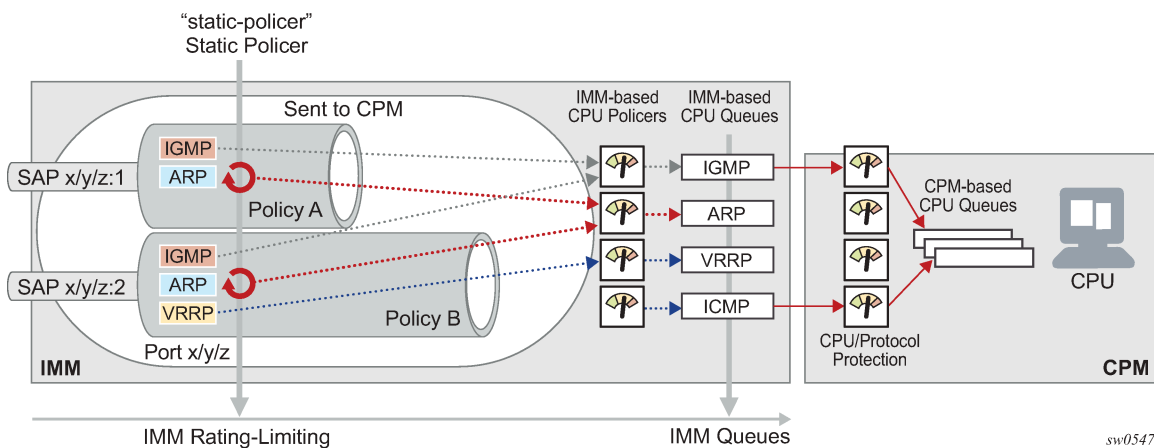 “static-policer”
Static Policer
Sent to CPM
IMM-based
CPU Policers
IMM-based
CPU Queues
SAP x/y/z:1
IGMP
ARP
Policy A
SAP x/y/z:2
IGMP
ARP
VRRP
Policy B
Port x/y/z
IMM
IGMP
ARP
VRRP
ICMP
CPM-based
CPU Queues
CPU
CPU/Protocol
Protection
CPM
IMM Rating-Limiting
IMM Queues
sw0547